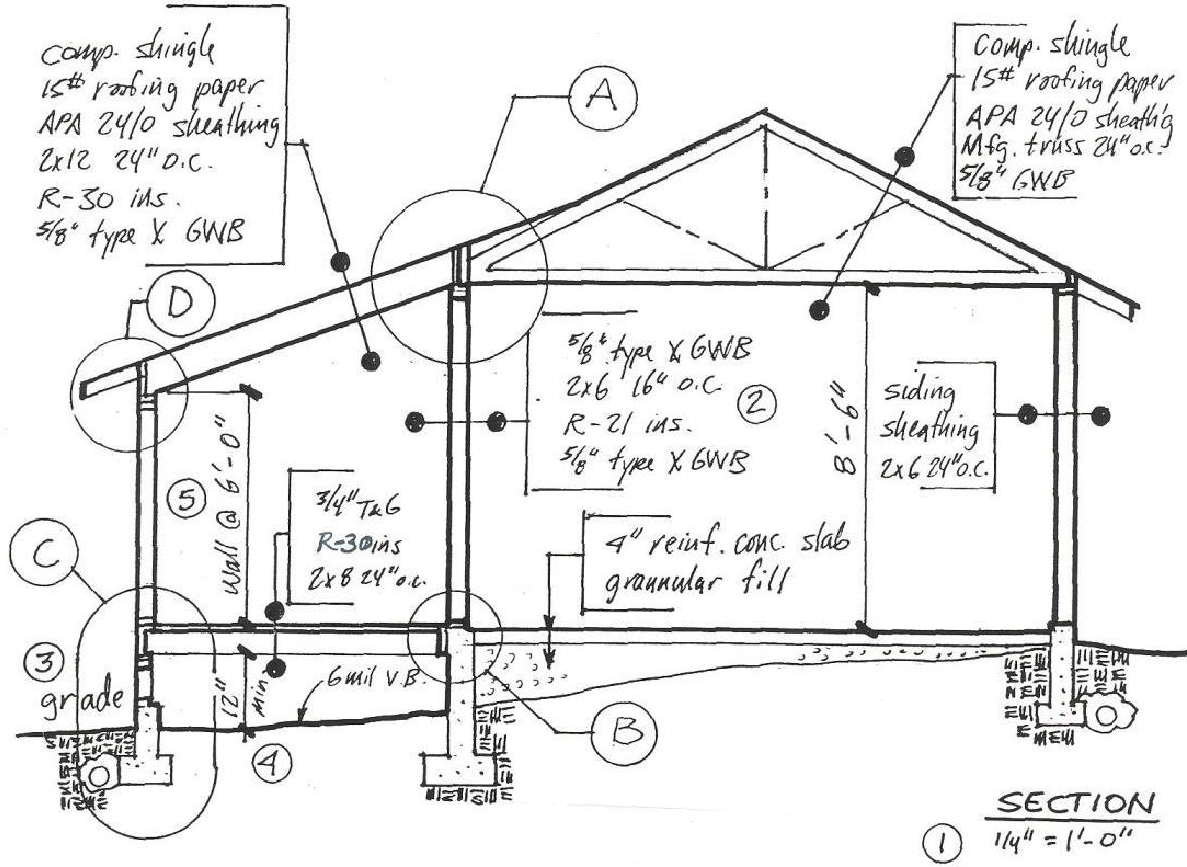 comp. shingle
15# roofing paper
APA 24/0 sheathing
2x12 24" o.c.
R-30 ins.
5/8" type X GWB
A
comp. shingle
15# roofing paper
APA 24/0 sheath'g
Mfg. truss 24" o.c.
5/8" GWB
D
5/8" type X GWB
2x6 16" o.c.
R-21 ins.
5/8" type X GWB
2
8'-6"
siding
sheathing
2x6 24" o.c.
5
Wall @ 6'-0"
3/4" T&G
R-30 ins
2x8 24" o.c.
4" reinf. conc. slab
grannular fill
C
3
grade
12" Min
6 mil V.B.
B
4
SECTION
1
1/4" = 1'-0"